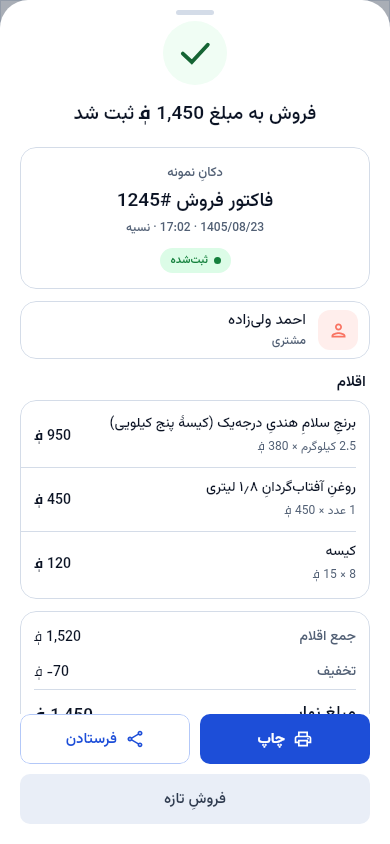 فروش به مبلغ 1,450 ؋ ثبت شد
دکانِ نمونه
فاکتور فروش #1245
1405/08/23 · 17:02 · نسیه
ثبت‌شده
احمد ولی‌زاده
مشتری
اقلام
برنجِ سلامِ هندیِ درجه‌یک (کیسهٔ پنج کیلویی)
950 ؋
2.5 کیلوگرم × 380 ؋
روغنِ آفتاب‌گردانِ ۱٫۸ لیتری
450 ؋
1 عدد × 450 ؋
کیسه
120 ؋
8 × 15 ؋
جمع اقلام
1,520 ؋
تخفیف
-70 ؋
1,450 ؋
چاپ
فرستادن
فروشِ تازه